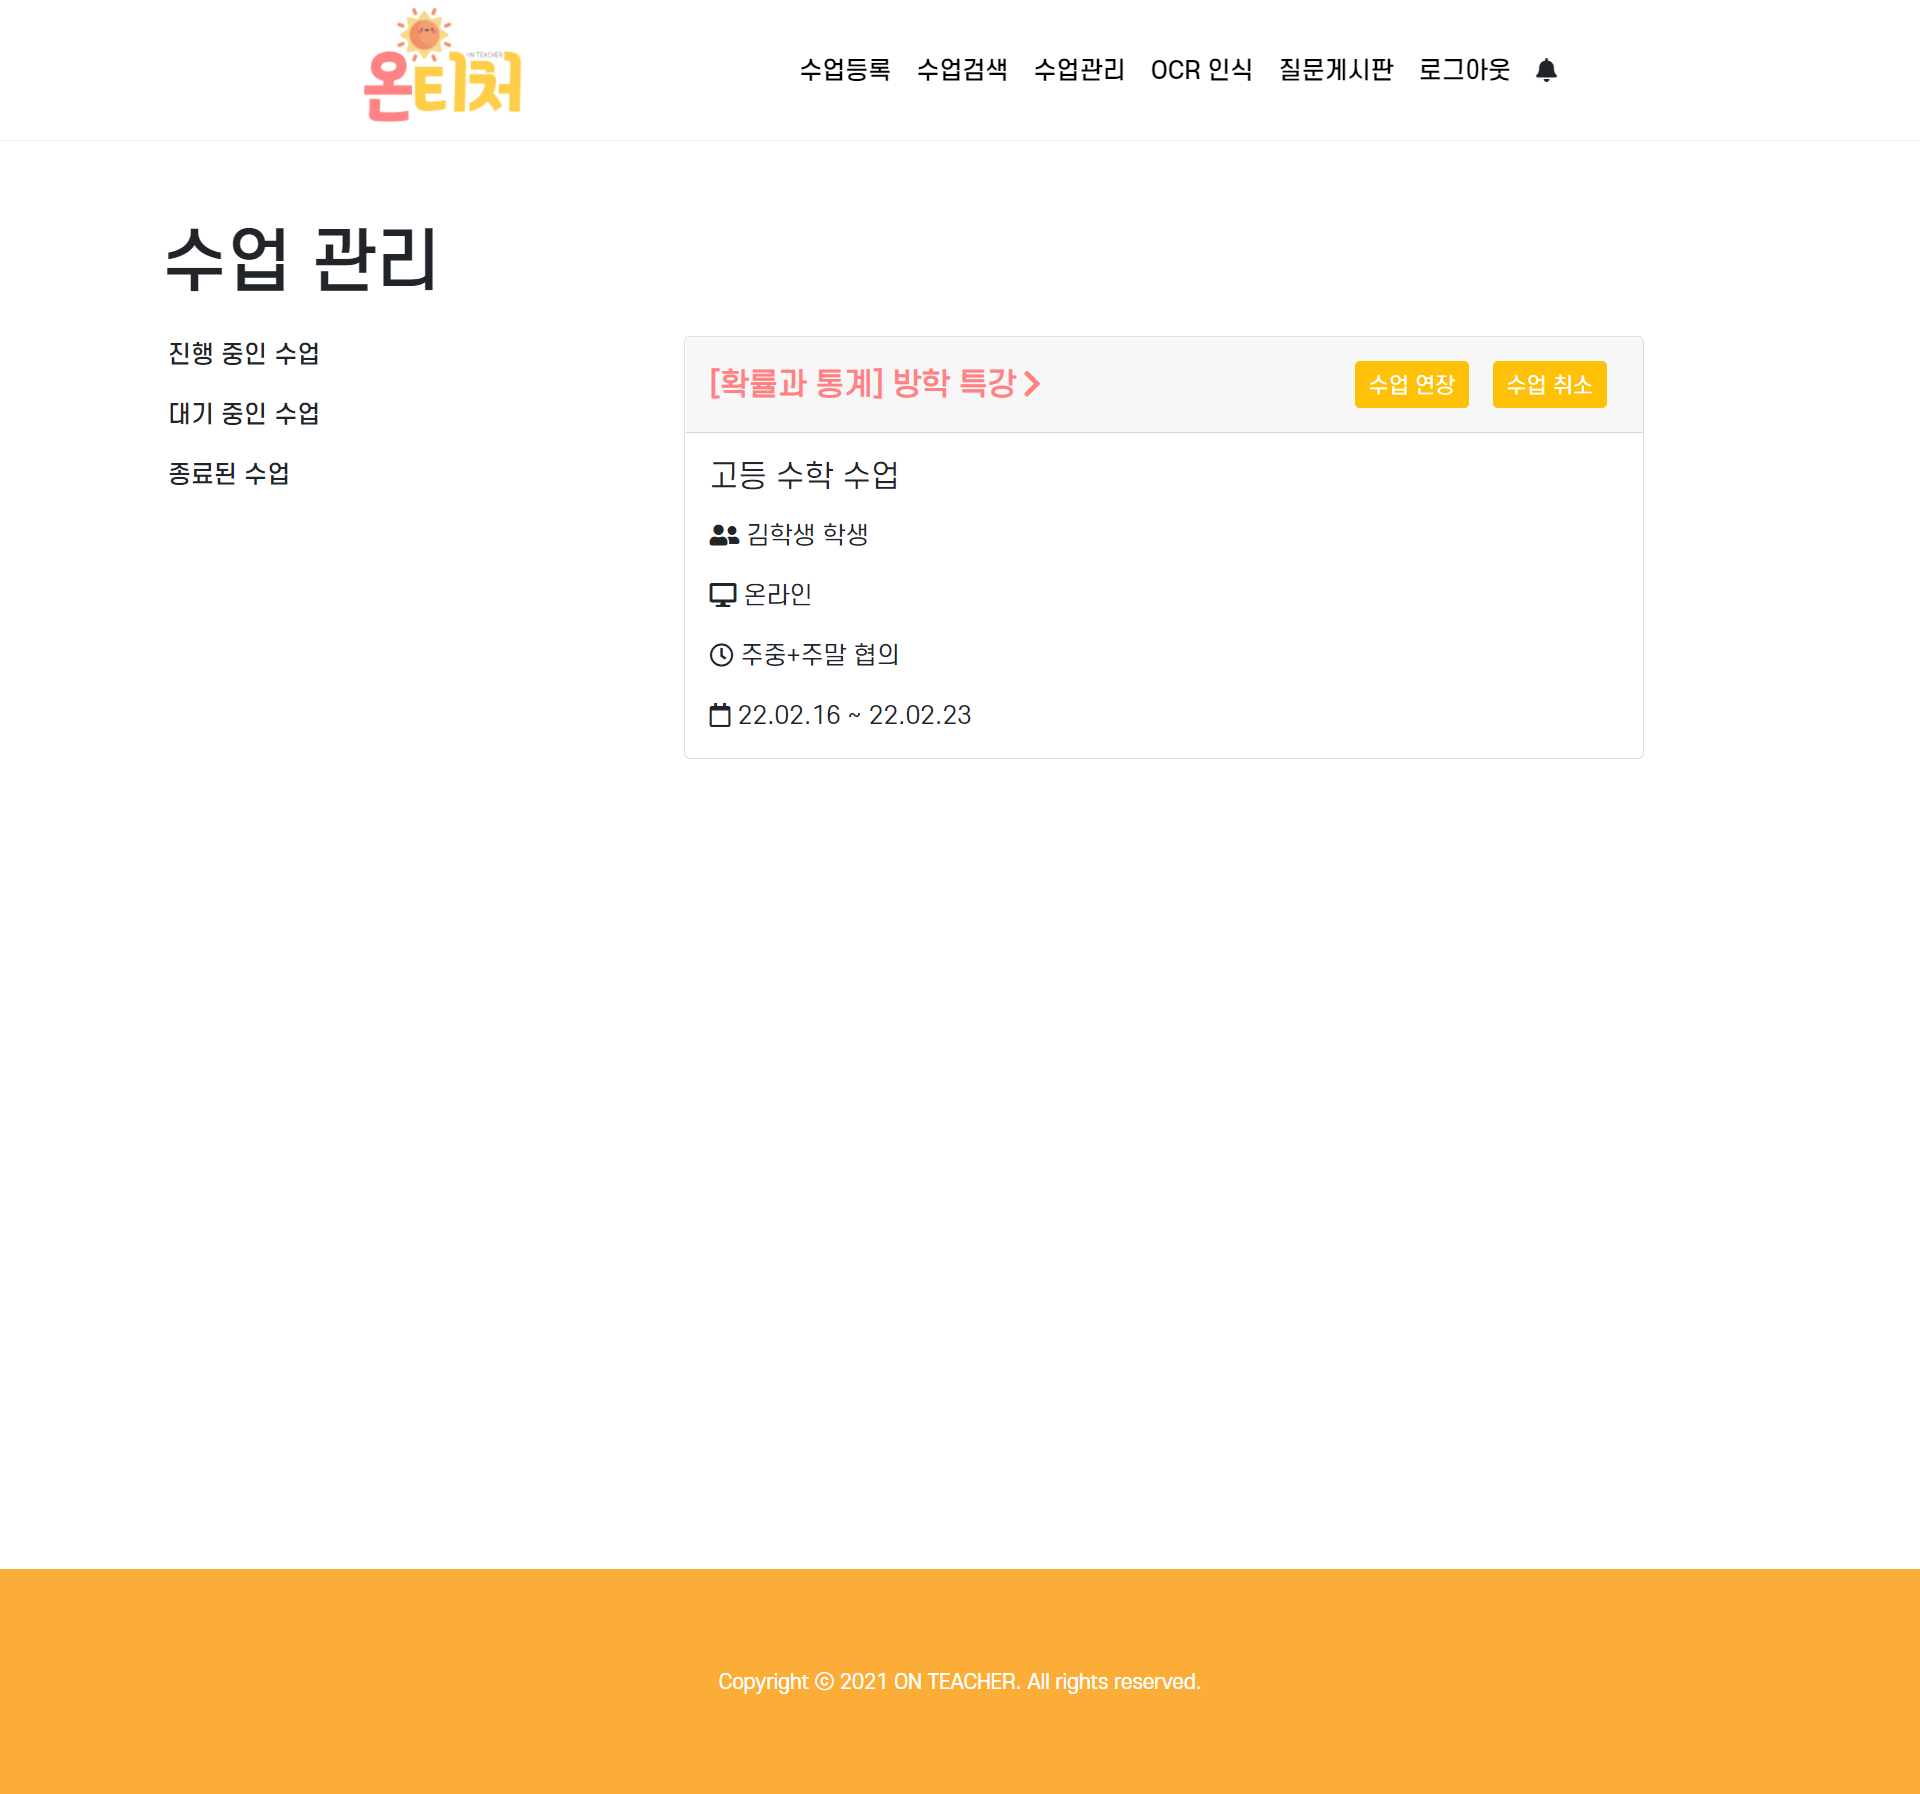 온티처
ON TEACHER
수업등록 수업검색 수업관리 OCR 인식 질문게시판 로그아웃
수업 관리
진행 중인 수업
대기 중인 수업
종료된 수업
[확률과 통계] 방학 특강
수업 연장 수업 취소
고등 수학 수업
김학생 학생
온라인
주중+주말 협의
22.02.16 ~ 22.02.23
Copyright ⓒ 2021 ON TEACHER. All rights reserved.